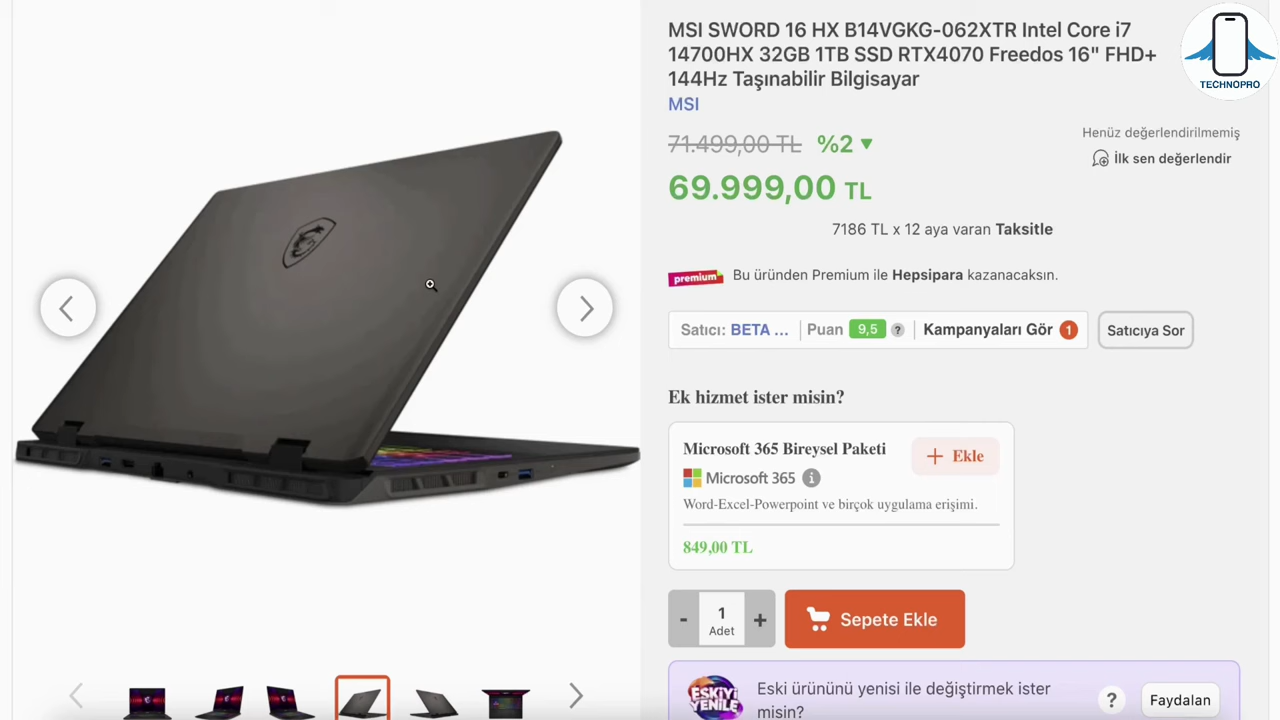 MSI SWORD 16 HX B14VGKG-062XTR Intel Core i7
14700HX 32GB 1TB SSD RTX4070 Freedos 16" FHD+
144Hz Taşınabilir Bilgisayar
MSI
TECHNOPRO
71.499,00 TL %2
Henüz değerlendirilmemiş
İlk sen değerlendir
69.999,00 TL
7186 TL x 12 aya varan Taksitle
premium Bu üründen Premium ile Hepsipara kazanacaksın.
Satıcı: BETA ... Puan 9,5 ? Kampanyaları Gör 1 Satıcıya Sor
Ek hizmet ister misin?
Microsoft 365 Bireysel Paketi + Ekle
Microsoft 365 i
Word-Excel-Powerpoint ve birçok uygulama erişimi.
849,00 TL
- 1 +
Adet
Sepete Ekle
ESKİYİ
YENİLE
Eski ürününü yenisi ile değiştirmek ister
misin?
? Faydalan